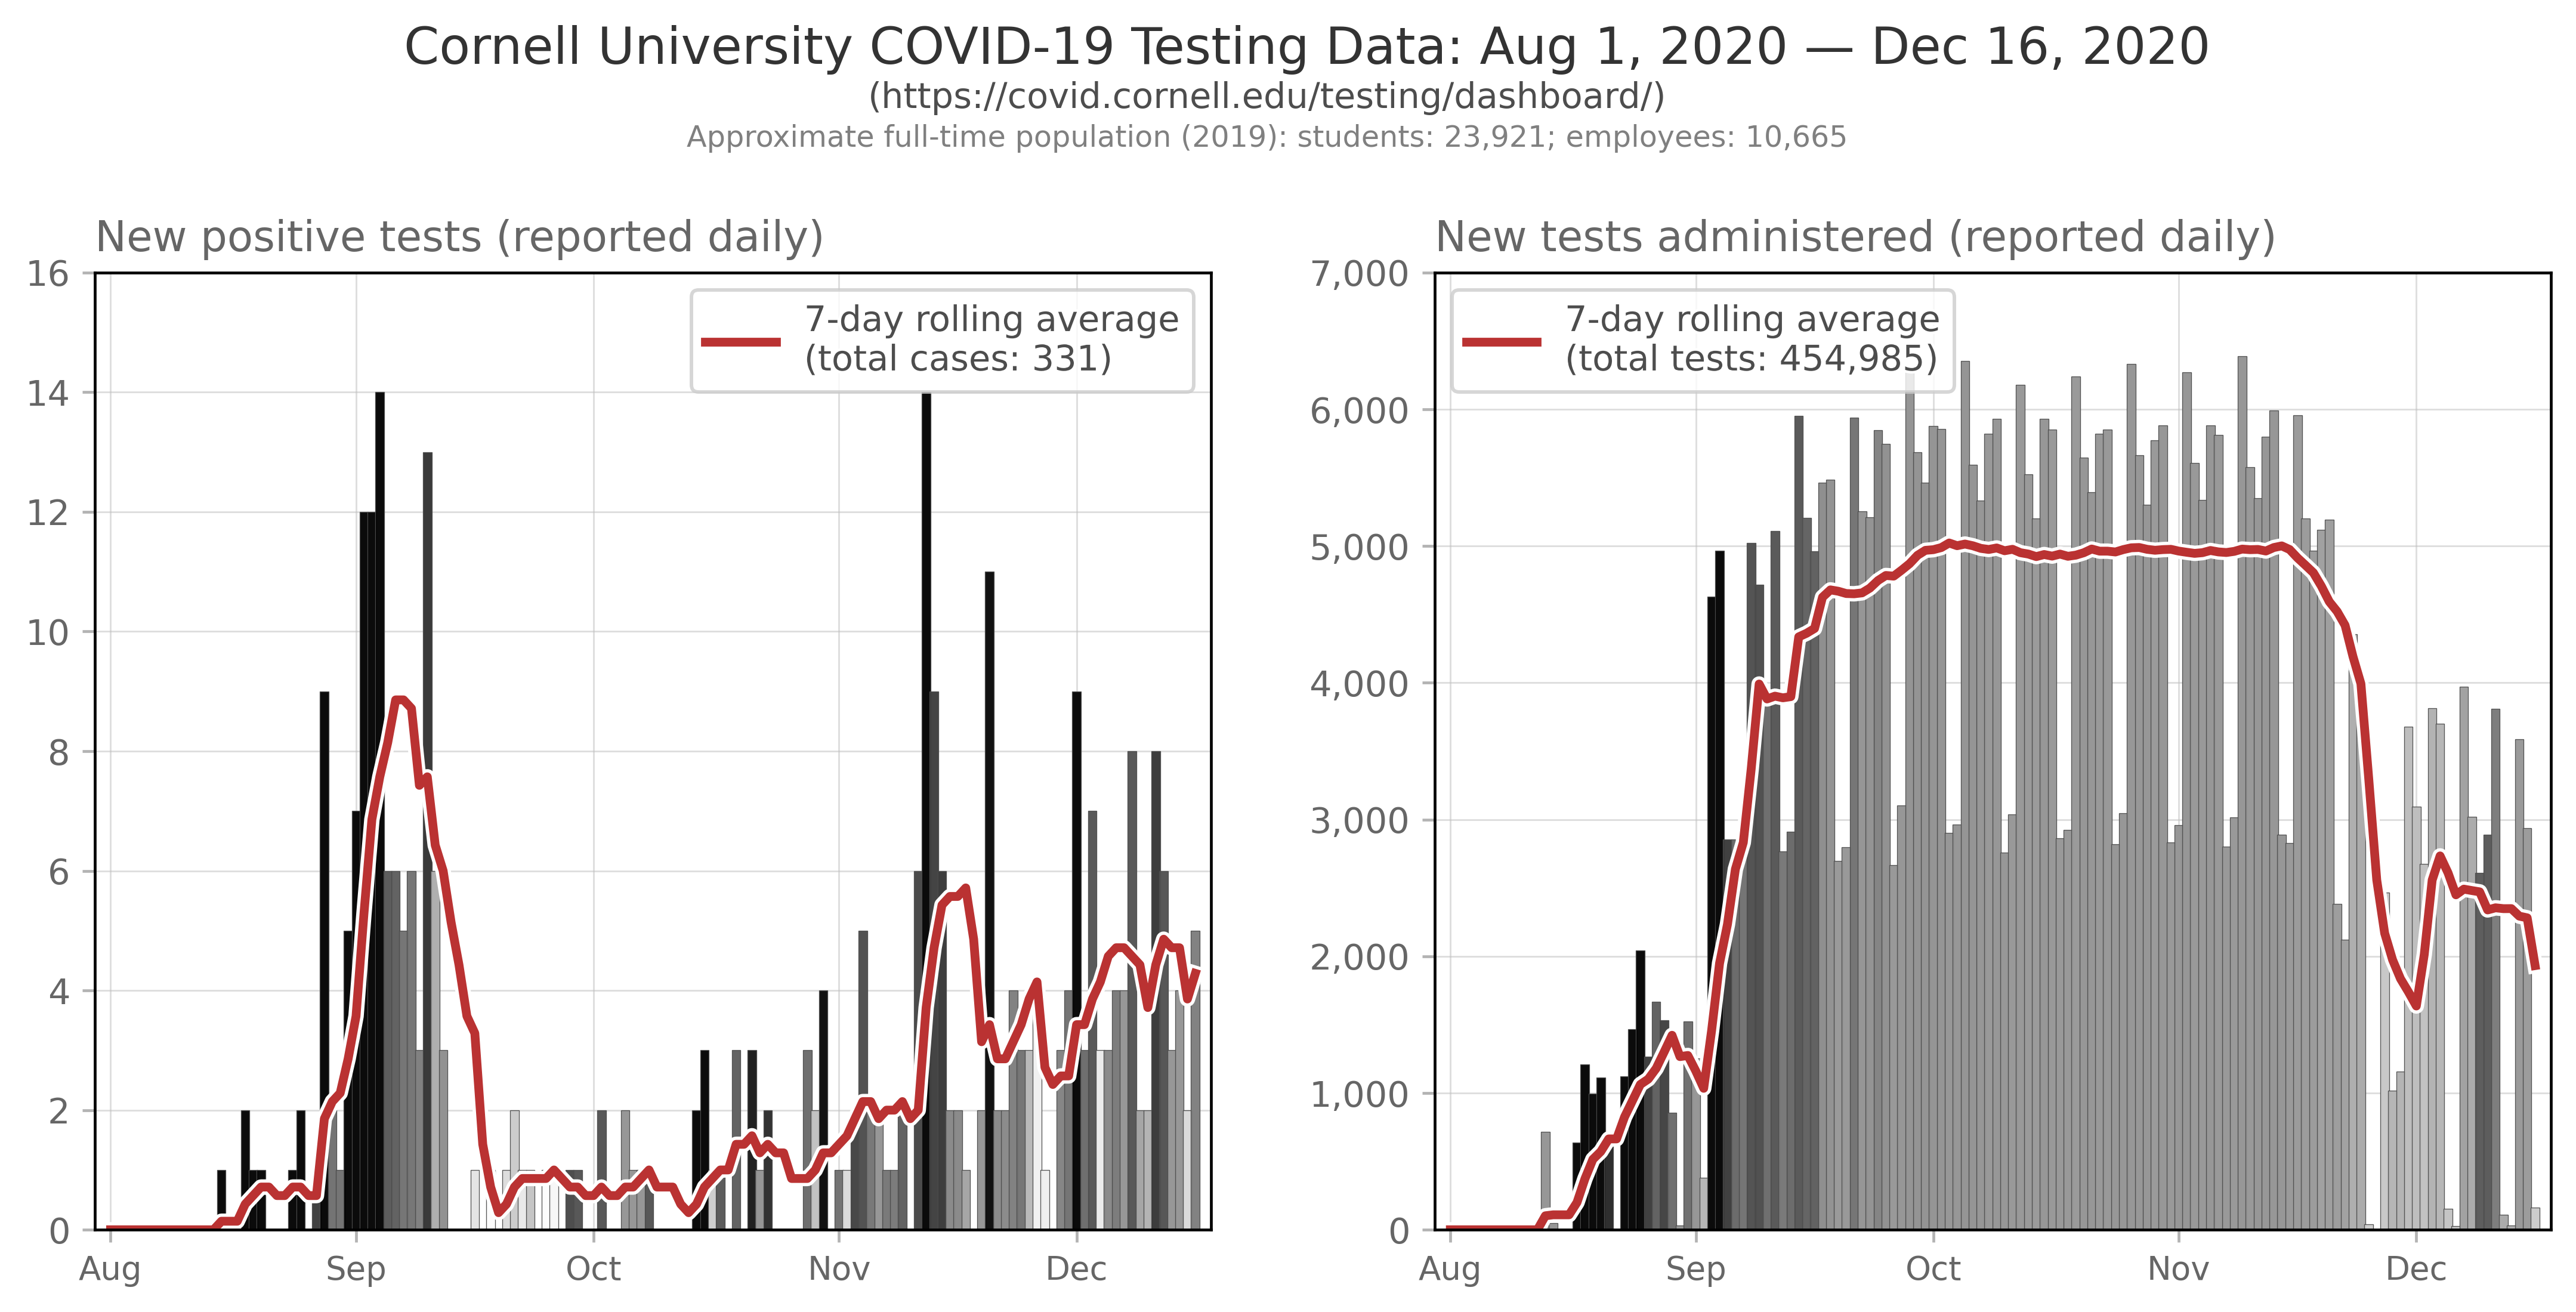 Cornell University COVID-19 Testing Data: Aug 1, 2020 — Dec 16, 2020
(https://covid.cornell.edu/testing/dashboard/)
Approximate full-time population (2019): students: 23,921; employees: 10,665
New positive tests (reported daily)
16
14
12
10
8
6
4
2
0
7-day rolling average
(total cases: 331)
Aug
Sep
Oct
Nov
Dec
New tests administered (reported daily)
7,000
6,000
5,000
4,000
3,000
2,000
1,000
0
7-day rolling average
(total tests: 454,985)
Aug
Sep
Oct
Nov
Dec